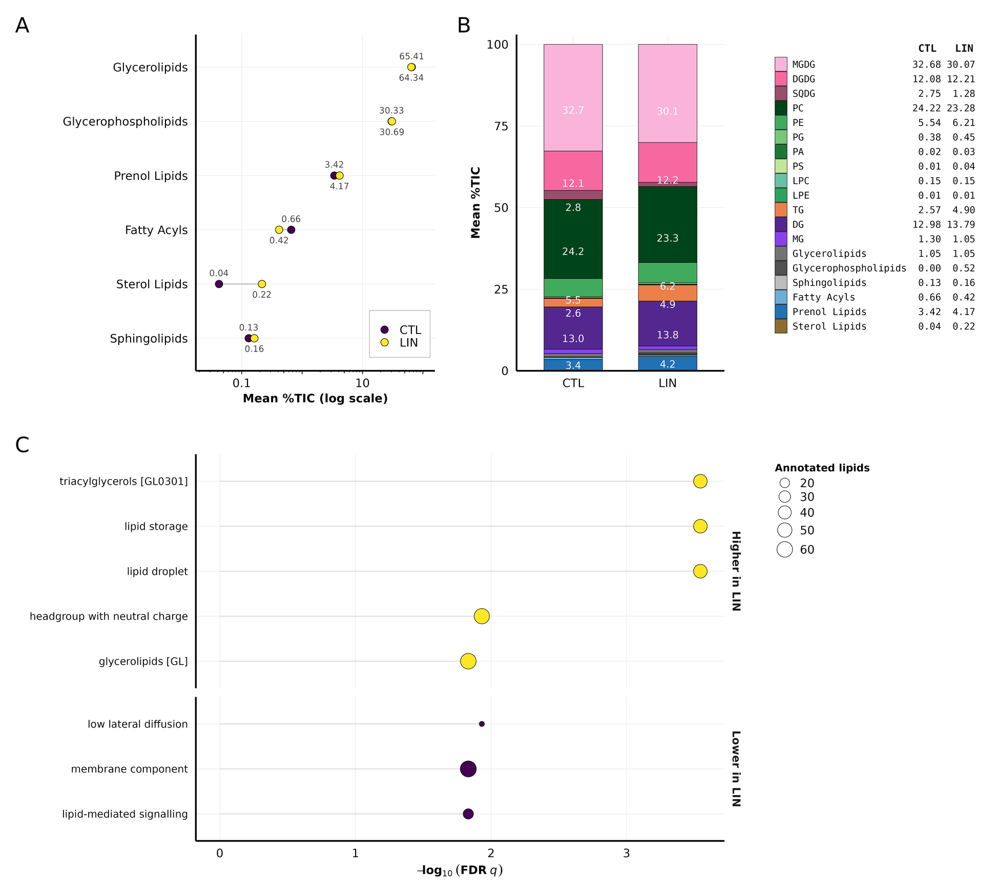 A
Glycerolipids
65.41
64.34
Glycerophospholipids
30.33
30.69
Prenol Lipids
3.42
4.17
Fatty Acyls
0.66
0.42
Sterol Lipids
0.04
0.22
Sphingolipids
0.13
0.16
CTL
LIN
0.1 10
Mean %TIC (log scale)
B
Mean %TIC
100
75
50
25
0
32.7
12.1
2.8
24.2
5.5
2.6
13.0
3.4
30.1
12.2
23.3
6.2
4.9
13.8
4.2
CTL LIN
CTL LIN
MGDG 32.68 30.07
DGDG 12.08 12.21
SQDG 2.75 1.28
PC 24.22 23.28
PE 5.54 6.21
PG 0.38 0.45
PA 0.02 0.03
PS 0.01 0.04
LPC 0.15 0.15
LPE 0.01 0.01
TG 2.57 4.90
DG 12.98 13.79
MG 1.30 1.05
Glycerolipids 1.05 1.05
Glycerophospholipids 0.00 0.52
Sphingolipids 0.13 0.16
Fatty Acyls 0.66 0.42
Prenol Lipids 3.42 4.17
Sterol Lipids 0.04 0.22
C
triacylglycerols [GL0301]
lipid storage
lipid droplet
headgroup with neutral charge
glycerolipids [GL]
Higher in LIN
low lateral diffusion
membrane component
lipid-mediated signalling
Lower in LIN
0 1 2 3
−log₁₀ (FDR q)
Annotated lipids
20
30
40
50
60